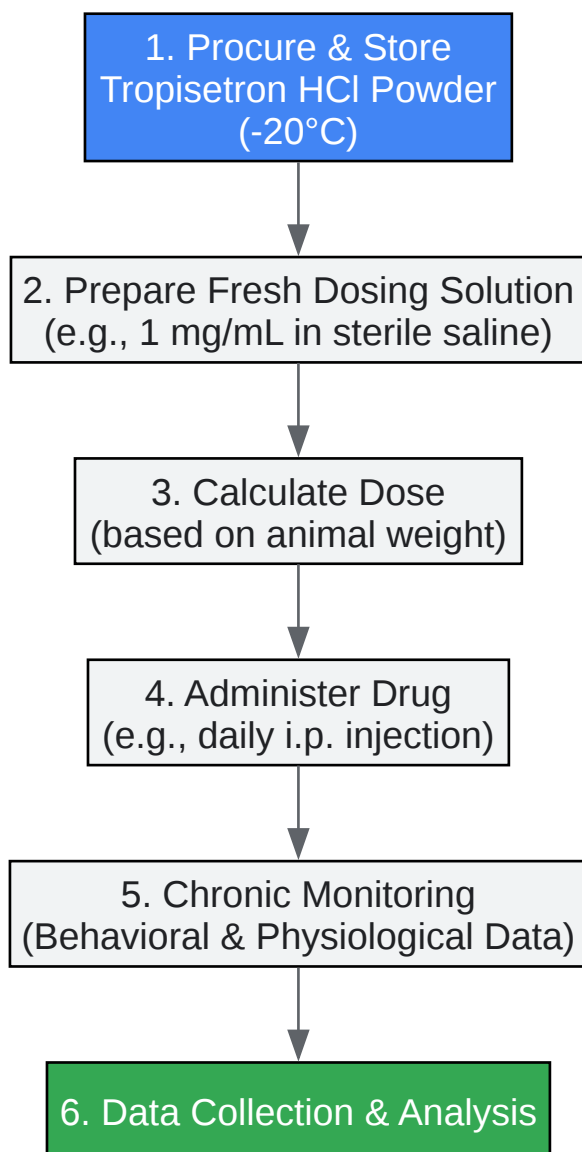 1. Procure & Store
Tropisetron HCl Powder
(-20°C)
2. Prepare Fresh Dosing Solution
(e.g., 1 mg/mL in sterile saline)
3. Calculate Dose
(based on animal weight)
4. Administer Drug
(e.g., daily i.p. injection)
5. Chronic Monitoring
(Behavioral & Physiological Data)
6. Data Collection & Analysis